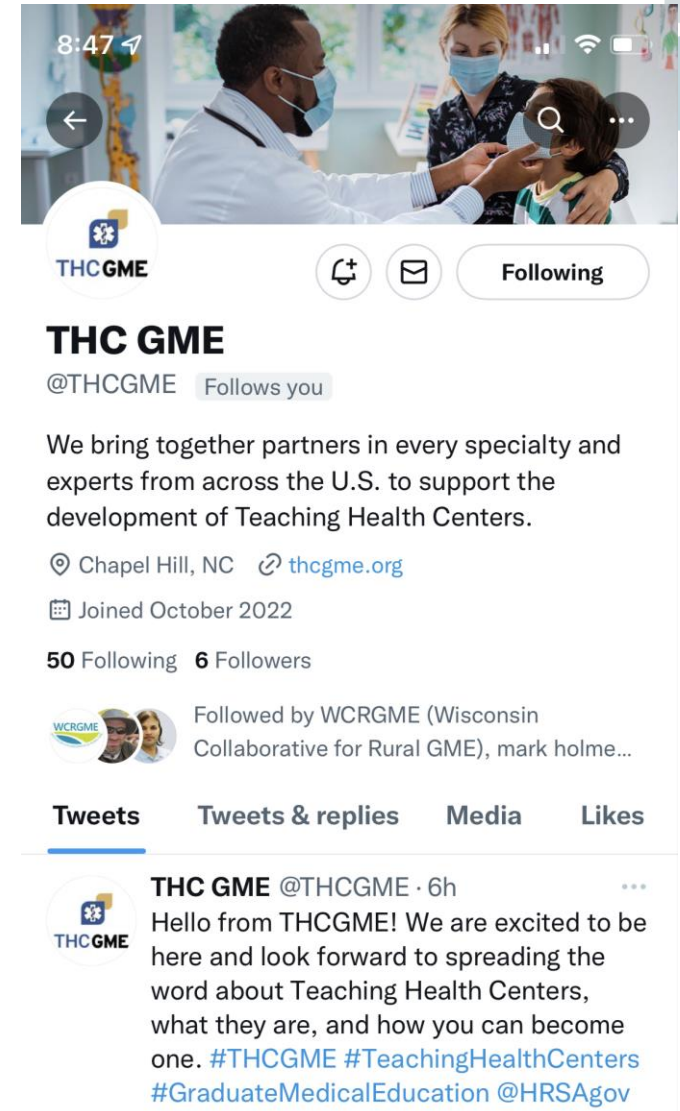 8:47
THCGME
Following
THC GME
@THCGME Follows you
We bring together partners in every specialty and
experts from across the U.S. to support the
development of Teaching Health Centers.
Chapel Hill, NC thcgme.org
Joined October 2022
50 Following 6 Followers
WCRGME
Followed by WCRGME (Wisconsin
Collaborative for Rural GME), mark holme...
Tweets Tweets & replies Media Likes
THC GME @THCGME · 6h
THCGME
Hello from THCGME! We are excited to be
here and look forward to spreading the
word about Teaching Health Centers,
what they are, and how you can become
one. #THCGME #TeachingHealthCenters
#GraduateMedicalEducation @HRSAgov